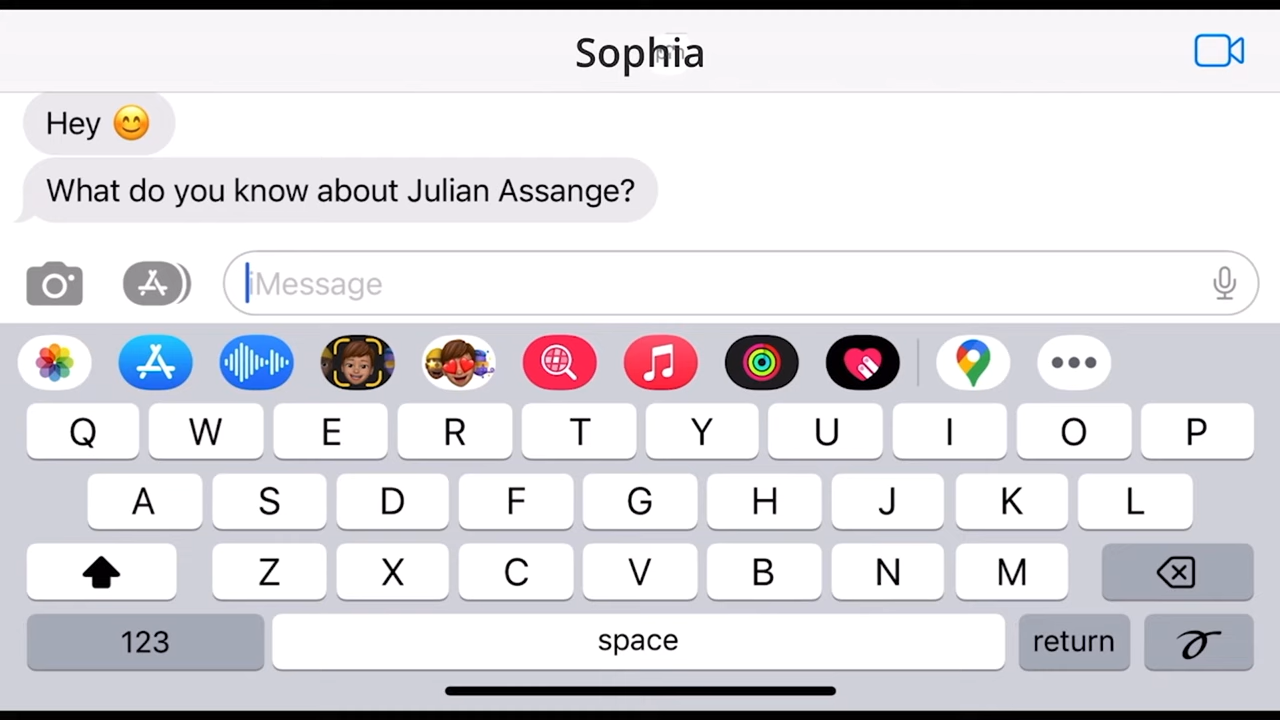 Sophia
Hey 😊
What do you know about Julian Assange?
iMessage
Q W E R T Y U I O P
A S D F G H J K L
Z X C V B N M
123 space return